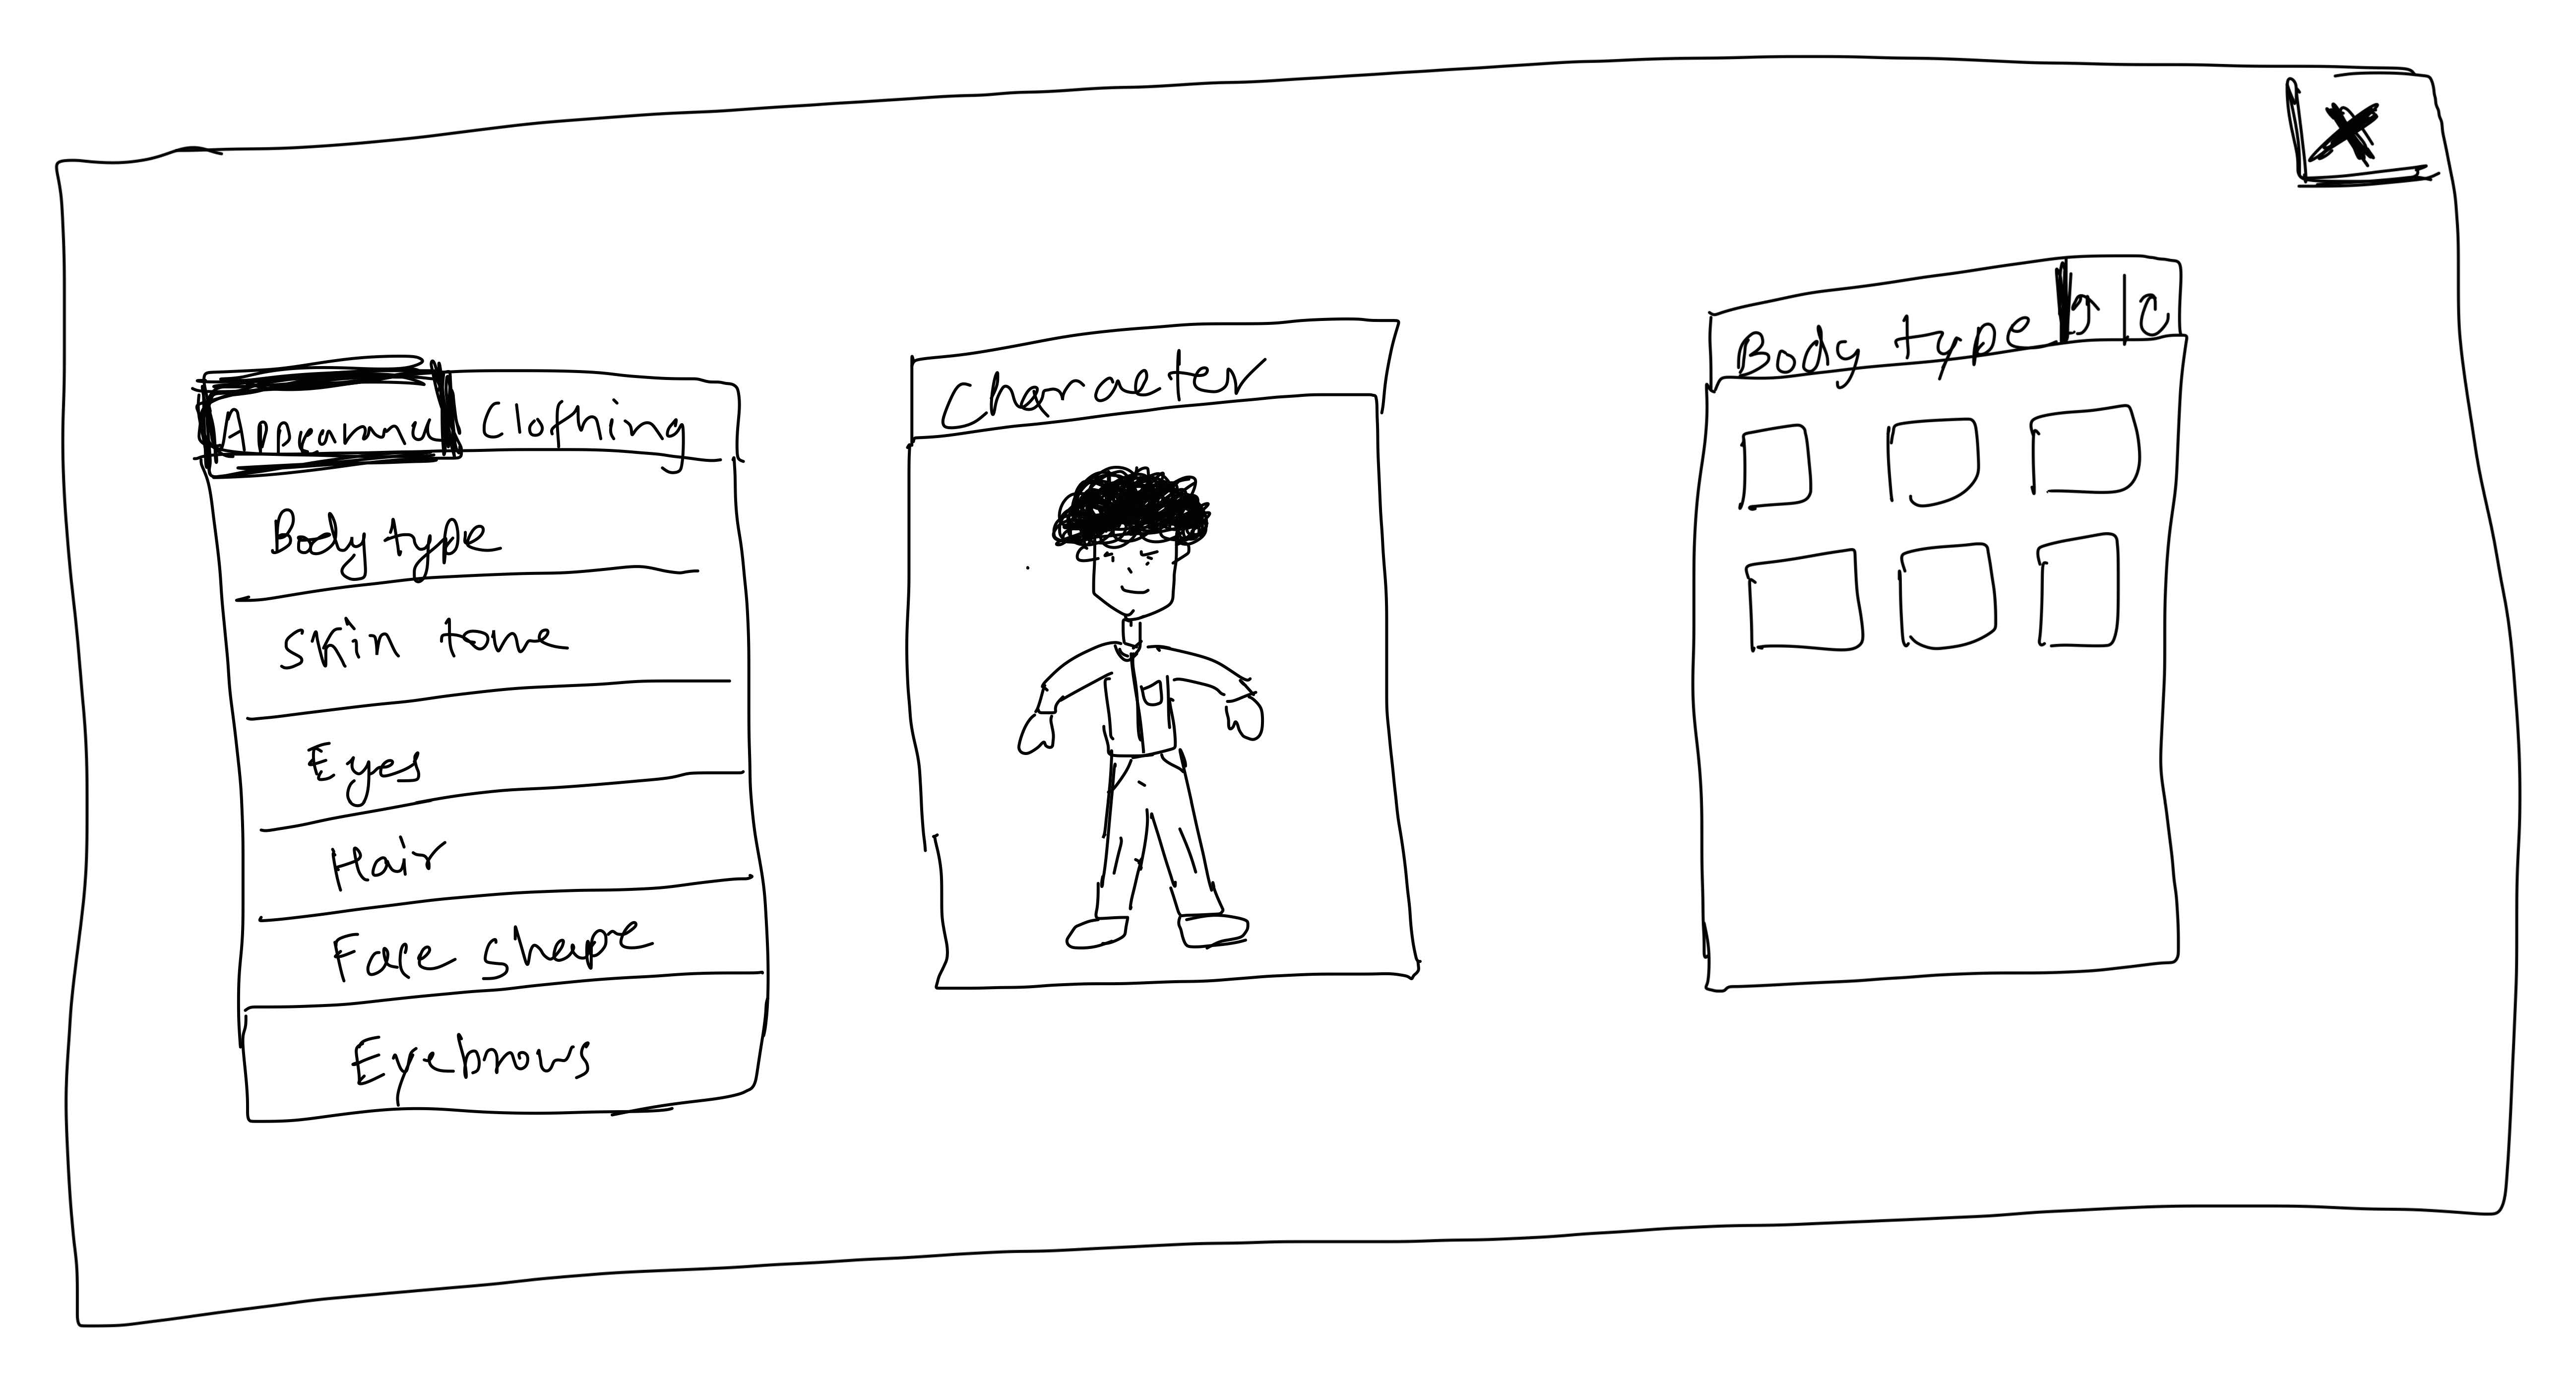 Appearance Clothing
Body type
Skin tone
Eyes
Hair
Face shape
Eyebrows
Character
Body type
X